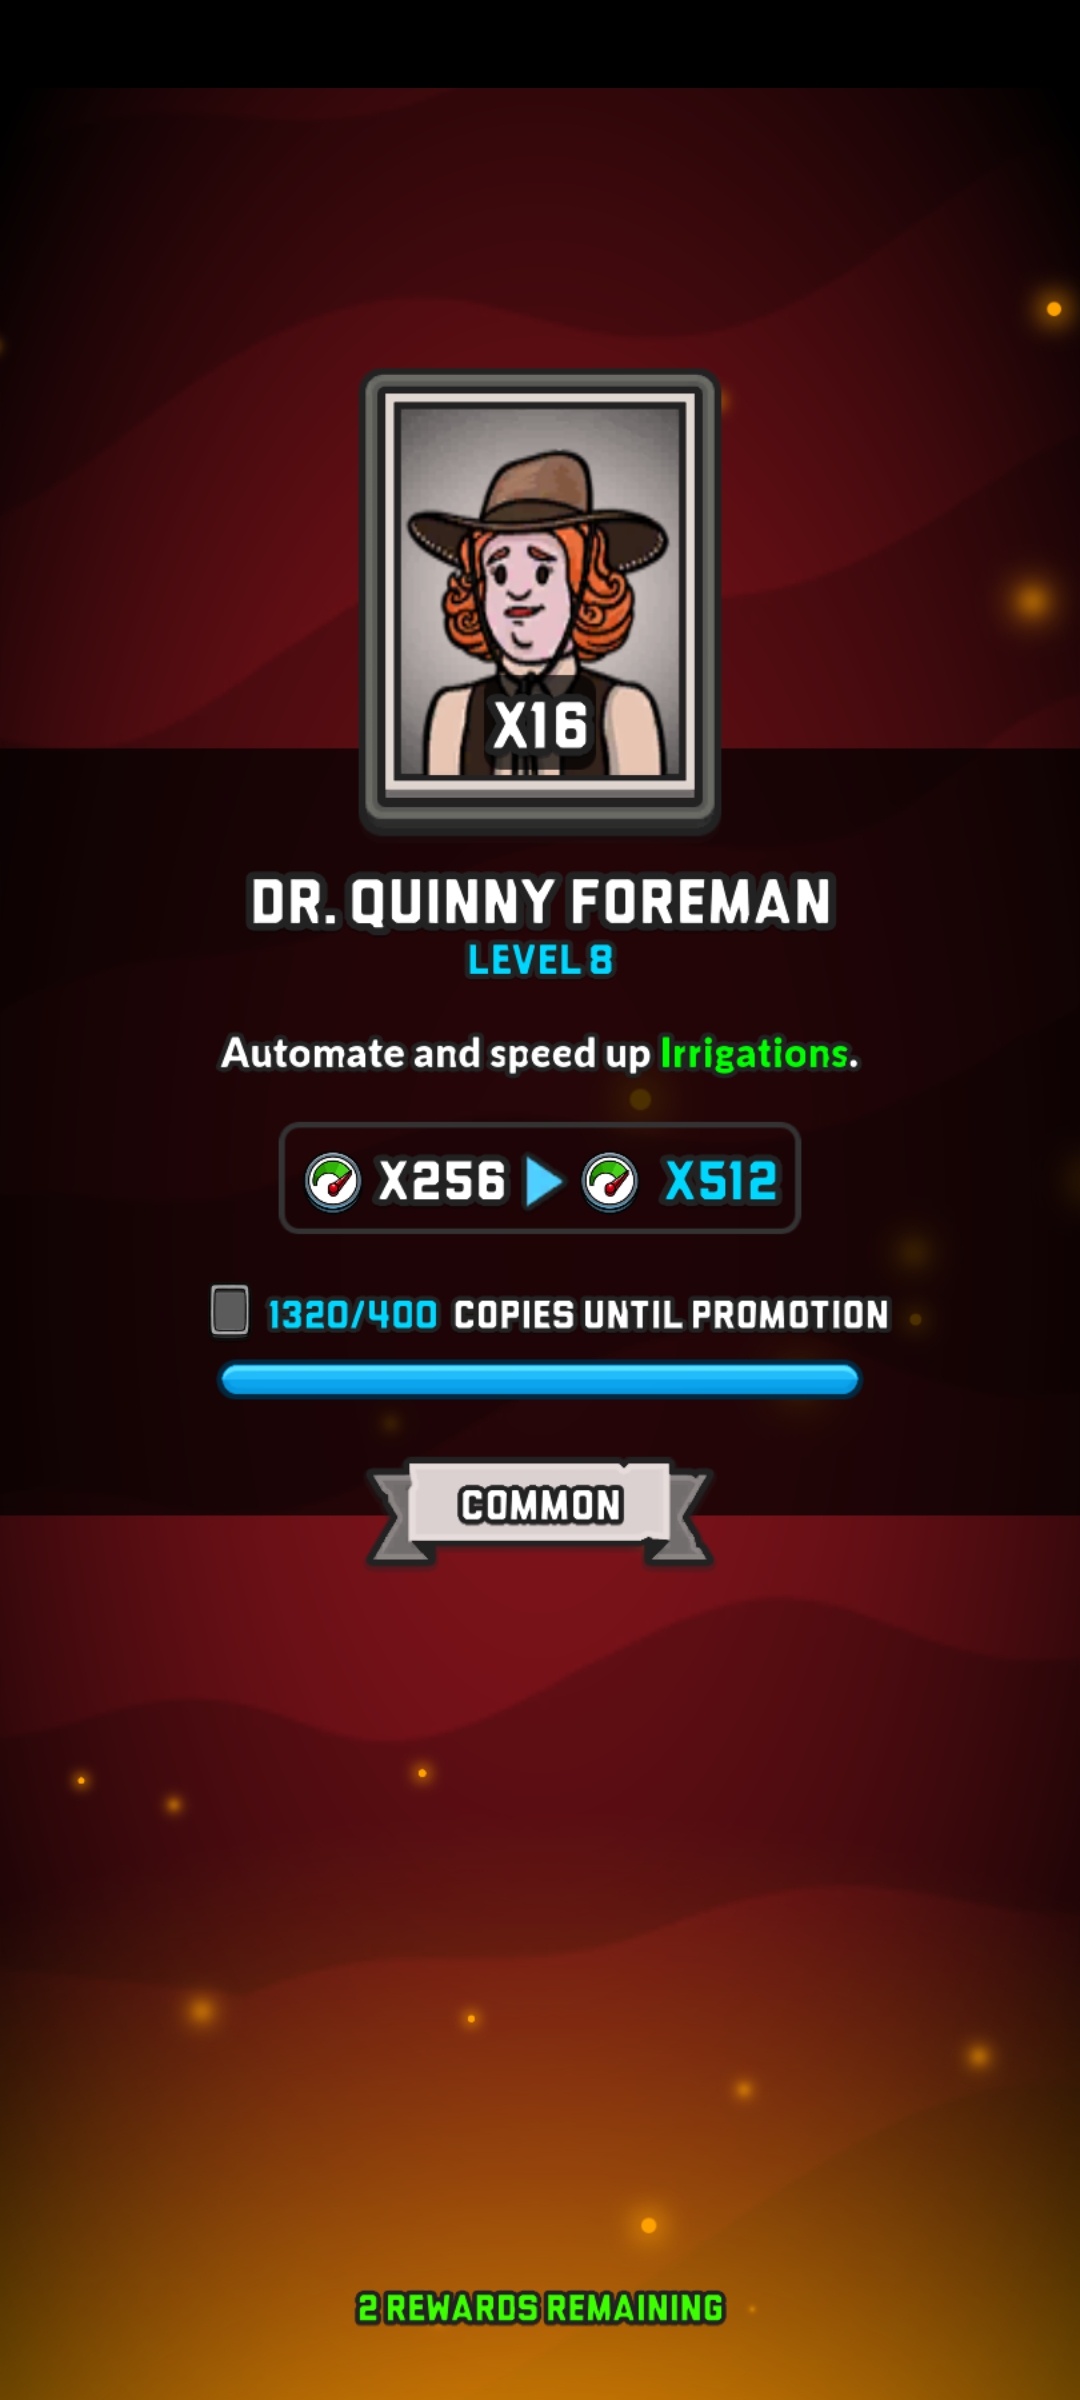 X16
DR. QUINNY FOREMAN
LEVEL 8
Automate and speed up Irrigations.
X256 X512
1320/400 COPIES UNTIL PROMOTION
COMMON
2 REWARDS REMAINING